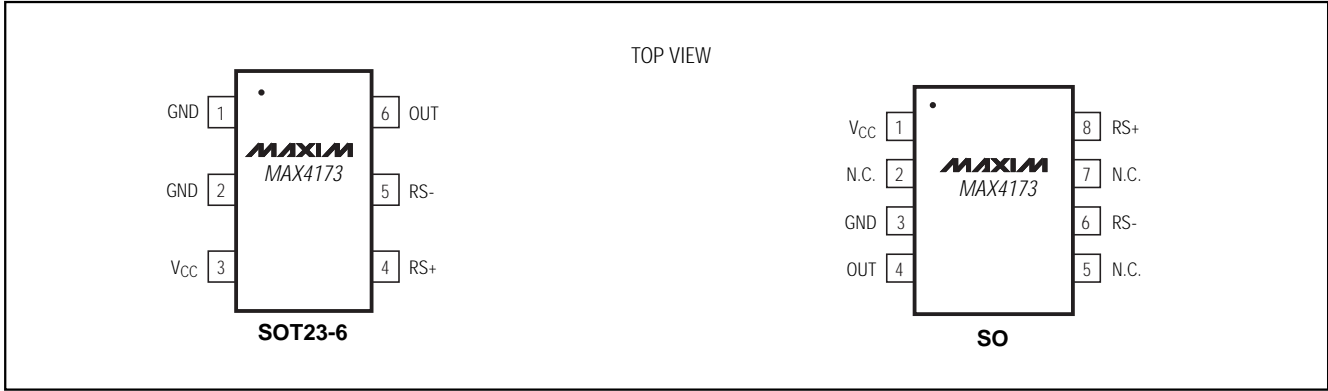 TOP VIEW
GND 1 6 OUT
MAXIM
MAX4173
GND 2 5 RS-
VCC 3 4 RS+
SOT23-6
VCC 1 8 RS+
MAXIM
N.C. 2 7 N.C.
MAX4173
GND 3 6 RS-
OUT 4 5 N.C.
SO